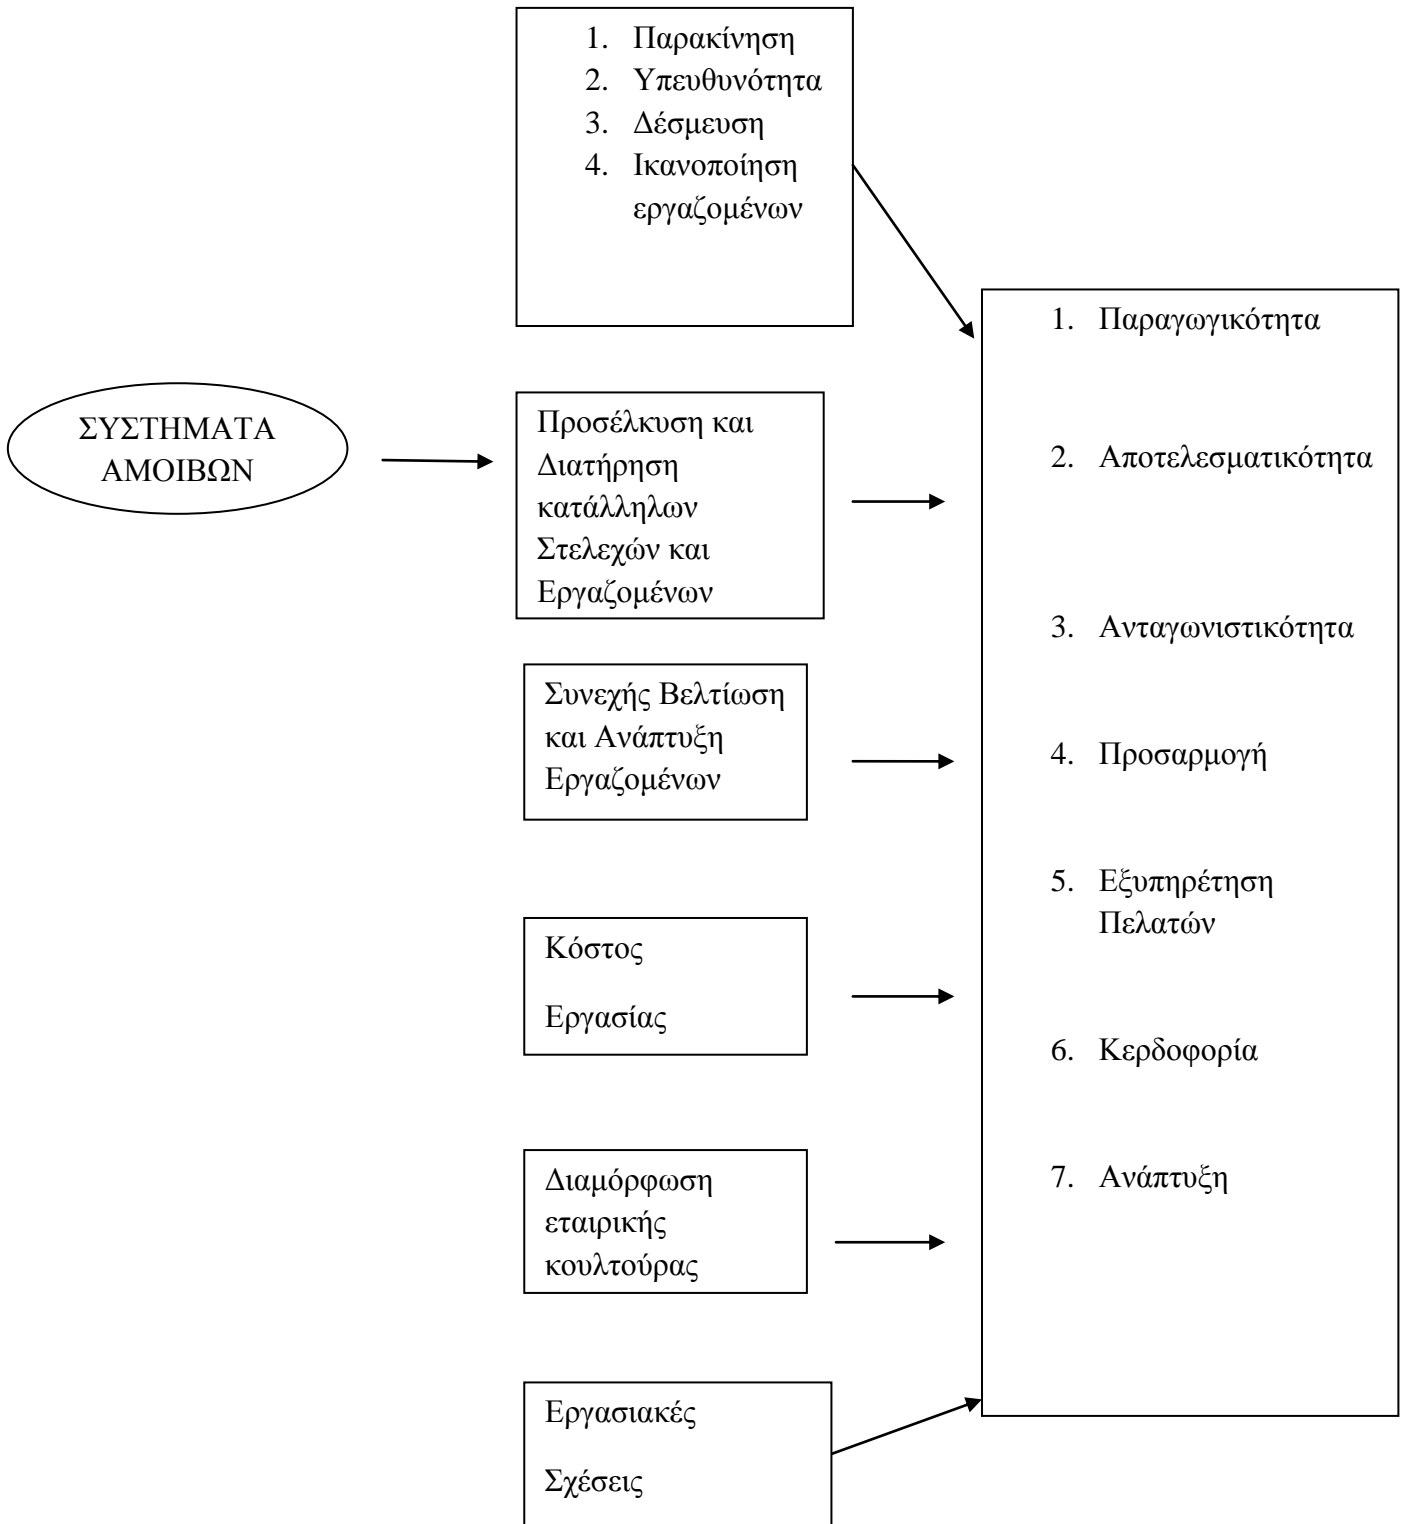 1. Παρακίνηση
2. Υπευθυνότητα
3. Δέσμευση
4. Ικανοποίηση
εργαζομένων
ΣΥΣΤΗΜΑΤΑ
ΑΜΟΙΒΩΝ
Προσέλκυση και
Διατήρηση
κατάλληλων
Στελεχών και
Εργαζομένων
Συνεχής Βελτίωση
και Ανάπτυξη
Εργαζομένων
Κόστος
Εργασίας
Διαμόρφωση
εταιρικής
κουλτούρας
Εργασιακές
Σχέσεις
1. Παραγωγικότητα
2. Αποτελεσματικότητα
3. Ανταγωνιστικότητα
4. Προσαρμογή
5. Εξυπηρέτηση
Πελατών
6. Κερδοφορία
7. Ανάπτυξη